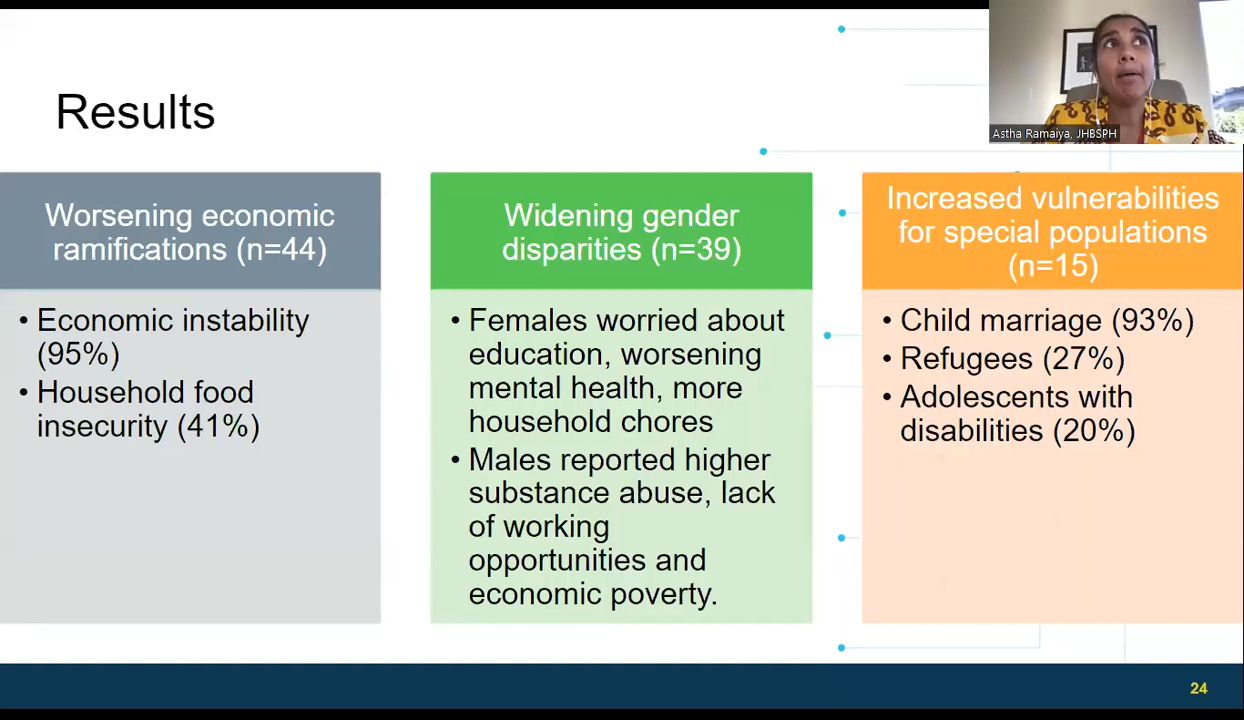 Astha Ramaiya, JHBSPH
Results
Worsening economic
ramifications (n=44)
• Economic instability
(95%)
• Household food
insecurity (41%)
Widening gender
disparities (n=39)
• Females worried about
education, worsening
mental health, more
household chores
• Males reported higher
substance abuse, lack
of working
opportunities and
economic poverty.
Increased vulnerabilities
for special populations
(n=15)
• Child marriage (93%)
• Refugees (27%)
• Adolescents with
disabilities (20%)
24